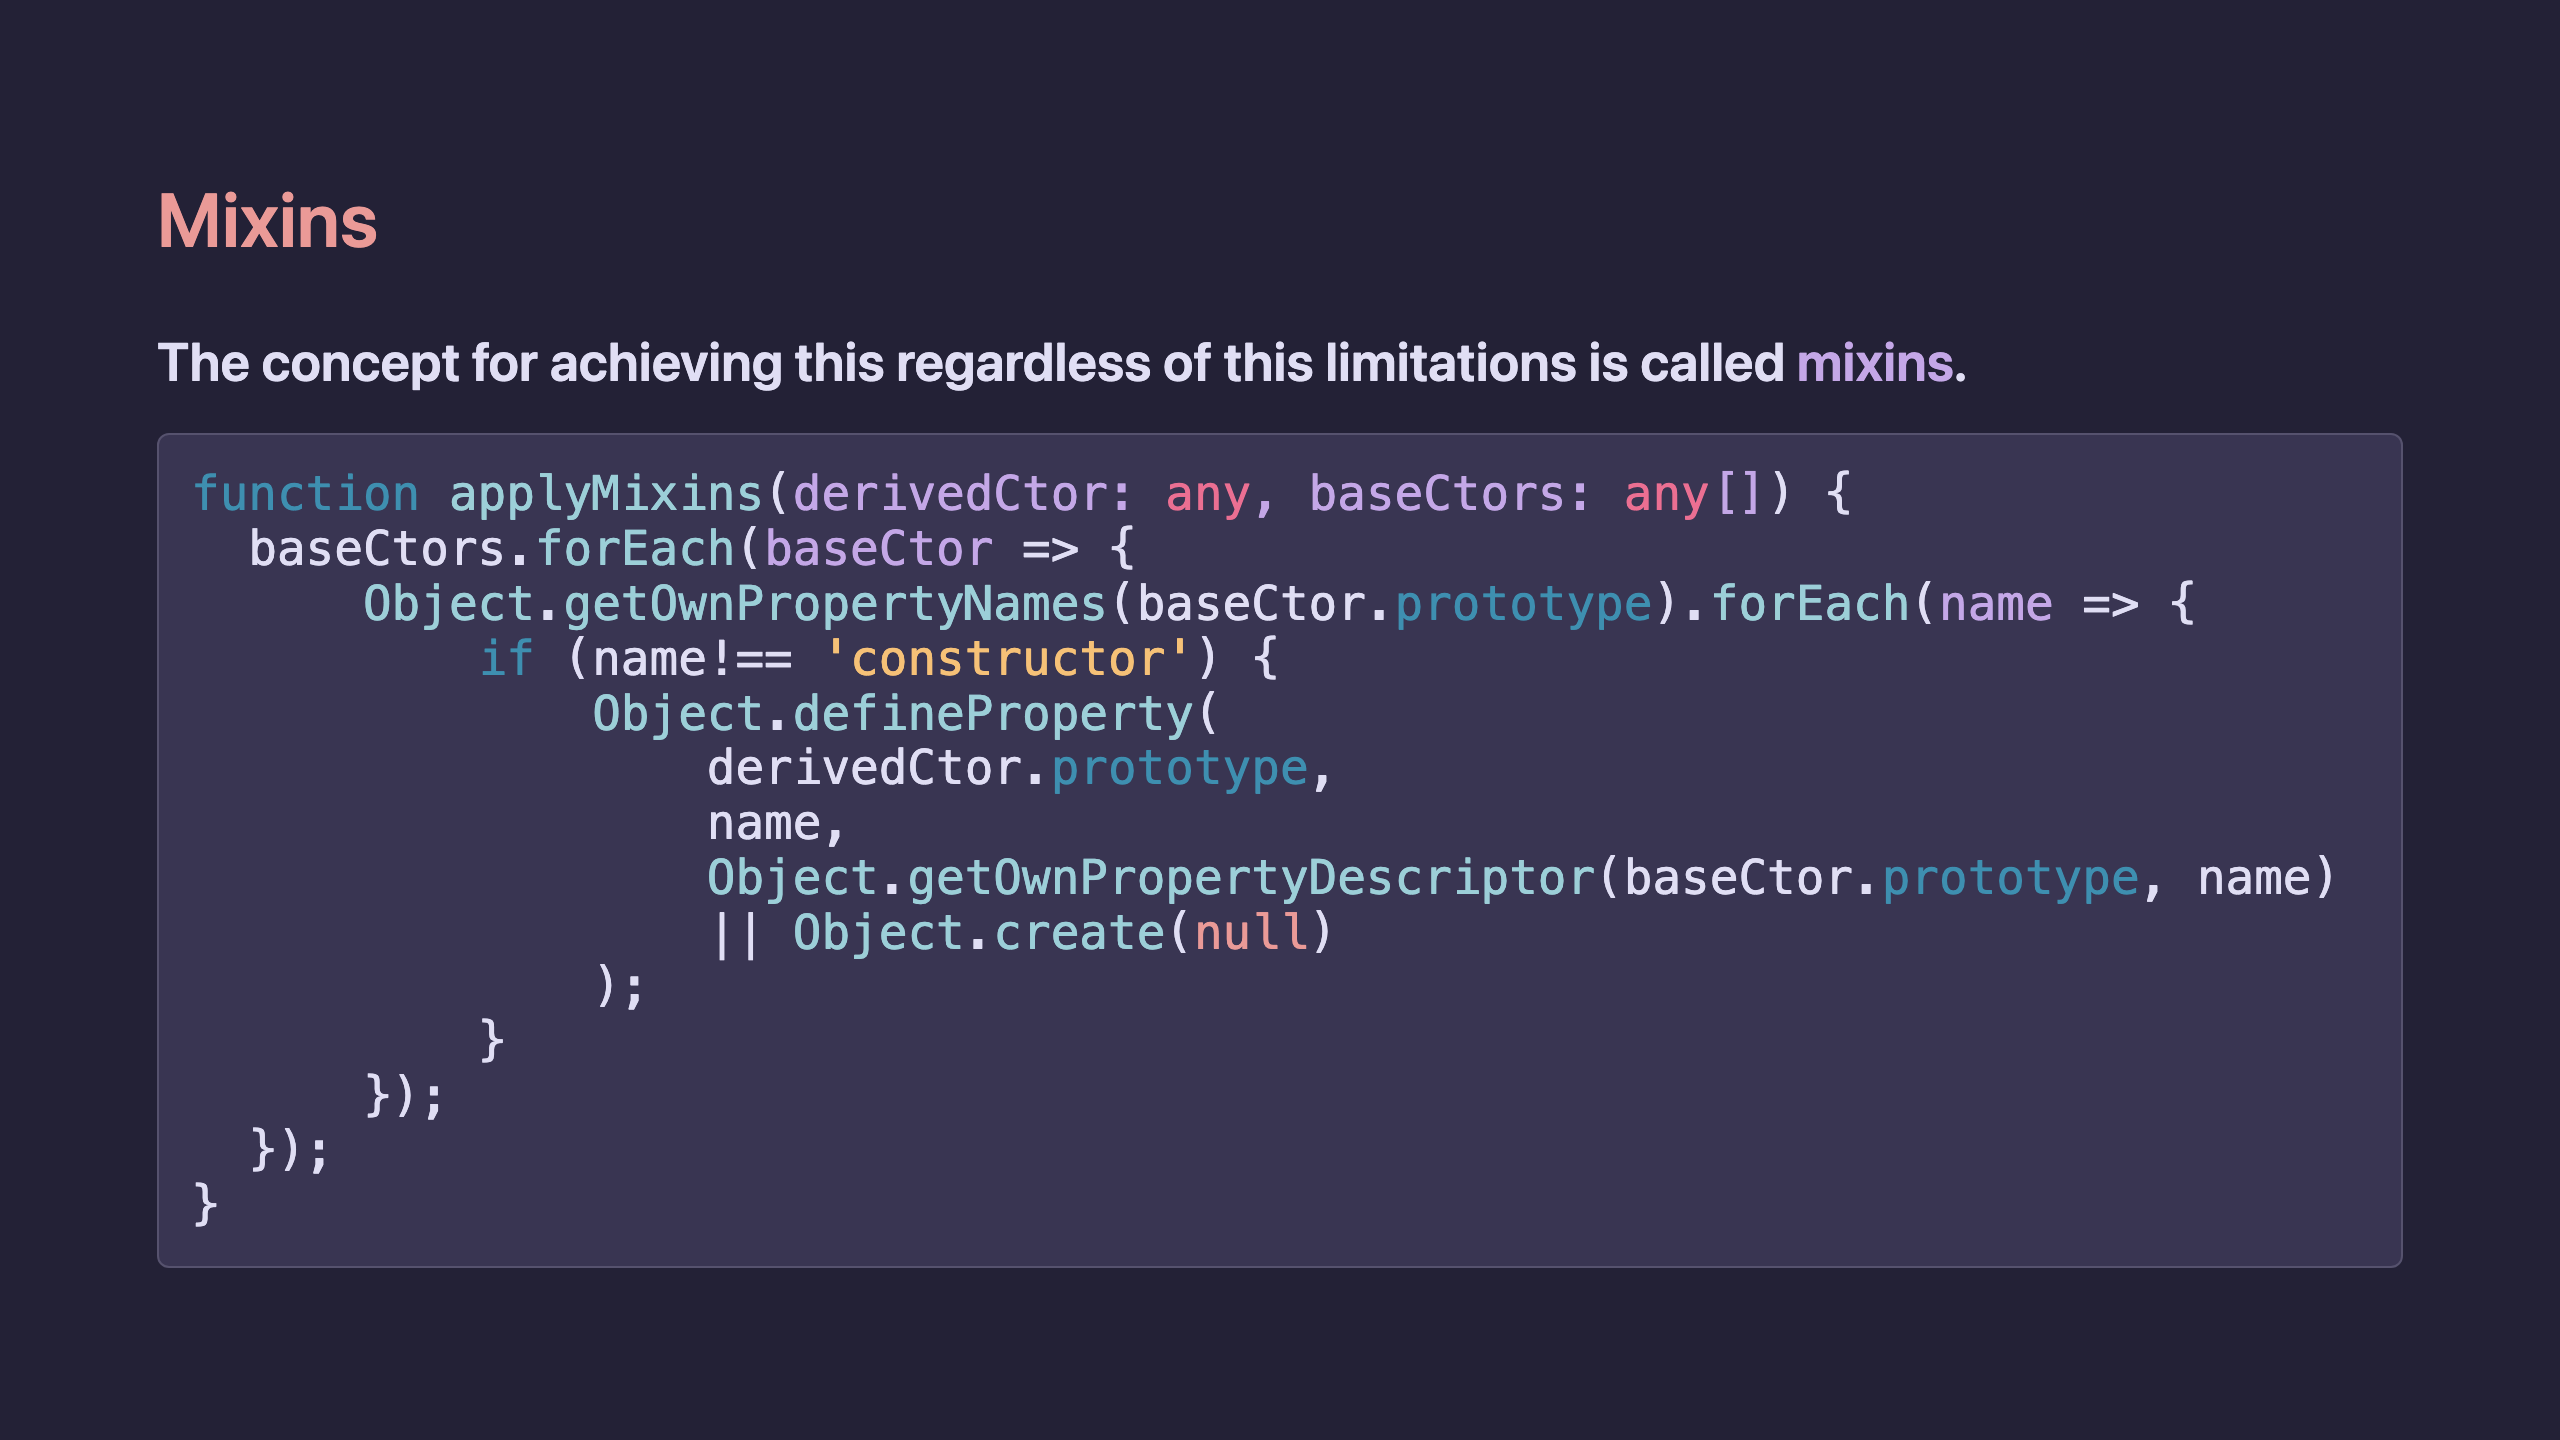 Mixins
The concept for achieving this regardless of this limitations is called mixins.
function applyMixins(derivedCtor: any, baseCtors: any[]) {
  baseCtors.forEach(baseCtor => {
      Object.getOwnPropertyNames(baseCtor.prototype).forEach(name => {
          if (name!== 'constructor') {
              Object.defineProperty(
                  derivedCtor.prototype,
                  name,
                  Object.getOwnPropertyDescriptor(baseCtor.prototype, name)
                  || Object.create(null)
              );
          }
      });
  });
}